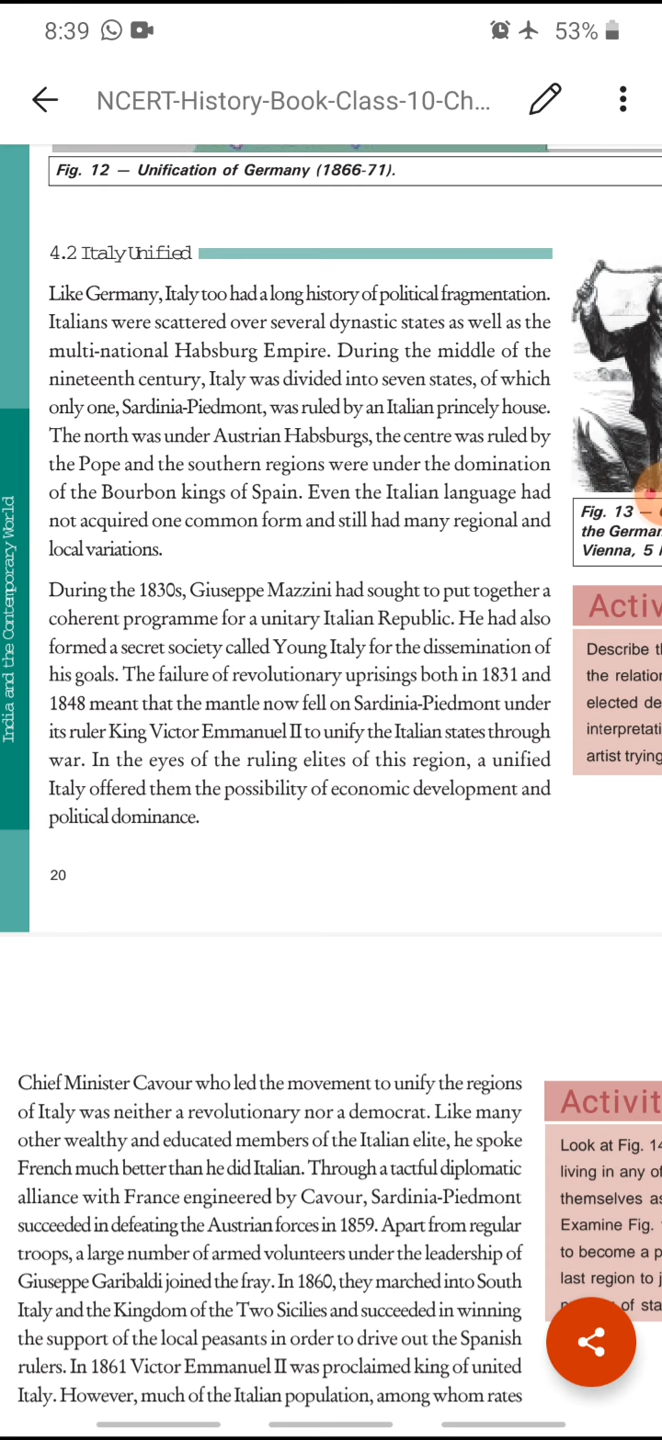 8:39
53%
NCERT-History-Book-Class-10-Ch...
Fig. 12 — Unification of Germany (1866-71).
4.2 Italy Unified
Like Germany, Italy too had a long history of political fragmentation.
Italians were scattered over several dynastic states as well as the
multi-national Habsburg Empire. During the middle of the
nineteenth century, Italy was divided into seven states, of which
only one, Sardinia-Piedmont, was ruled by an Italian princely house.
The north was under Austrian Habsburgs, the centre was ruled by
the Pope and the southern regions were under the domination
of the Bourbon kings of Spain. Even the Italian language had
not acquired one common form and still had many regional and
local variations.
During the 1830s, Giuseppe Mazzini had sought to put together a
coherent programme for a unitary Italian Republic. He had also
formed a secret society called Young Italy for the dissemination of
his goals. The failure of revolutionary uprisings both in 1831 and
1848 meant that the mantle now fell on Sardinia-Piedmont under
its ruler King Victor Emmanuel II to unify the Italian states through
war. In the eyes of the ruling elites of this region, a unified
Italy offered them the possibility of economic development and
political dominance.
20
India and the Contemporary World
Fig. 13 —
the German
Vienna, 5
Activ
Describe th
the relation
elected de
interpretati
artist trying
Chief Minister Cavour who led the movement to unify the regions
of Italy was neither a revolutionary nor a democrat. Like many
other wealthy and educated members of the Italian elite, he spoke
French much better than he did Italian. Through a tactful diplomatic
alliance with France engineered by Cavour, Sardinia-Piedmont
succeeded in defeating the Austrian forces in 1859. Apart from regular
troops, a large number of armed volunteers under the leadership of
Giuseppe Garibaldi joined the fray. In 1860, they marched into South
Italy and the Kingdom of the Two Sicilies and succeeded in winning
the support of the local peasants in order to drive out the Spanish
rulers. In 1861 Victor Emmanuel II was proclaimed king of united
Italy. However, much of the Italian population, among whom rates
Activit
Look at Fig. 14
living in any of
themselves as
Examine Fig.
to become a p
last region to j
of sta